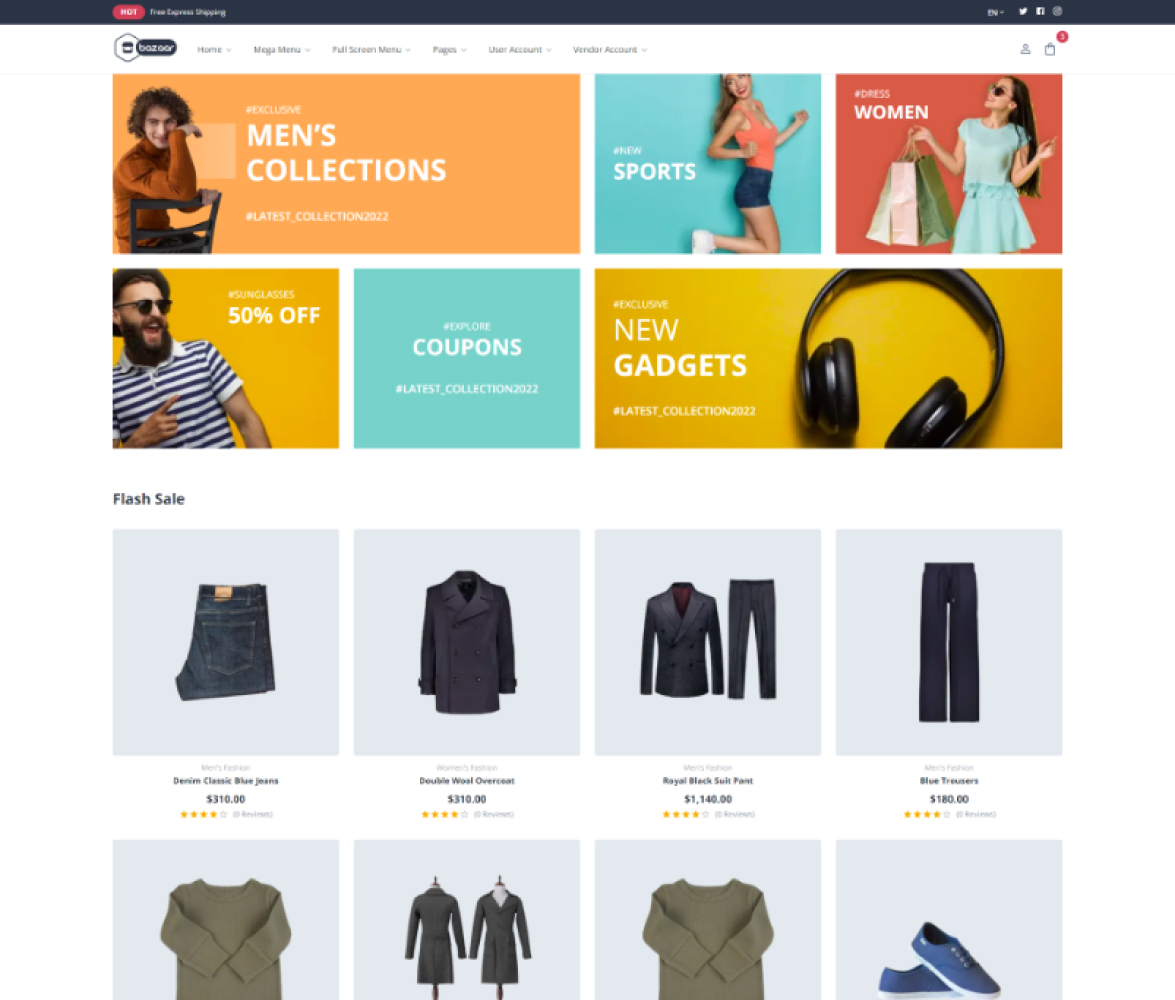 HOT Free Express Shipping EN
bazaar Home Mega Menu Full Screen Menu Pages User Account Vendor Account 3
#EXCLUSIVE
MEN'S
COLLECTIONS
#LATEST_COLLECTION2022
#NEW
SPORTS
#DRESS
WOMEN
#SUNGLASSES
50% OFF
#EXPLORE
COUPONS
#LATEST_COLLECTION2022
#EXCLUSIVE
NEW
GADGETS
#LATEST_COLLECTION2022
Flash Sale
Men's Fashion
Denim Classic Blue Jeans
$310.00
(0 Reviews)
Women's Fashion
Double Wool Overcoat
$310.00
(0 Reviews)
Men's Fashion
Royal Black Suit Pant
$1,140.00
(0 Reviews)
Men's Fashion
Blue Trousers
$180.00
(0 Reviews)